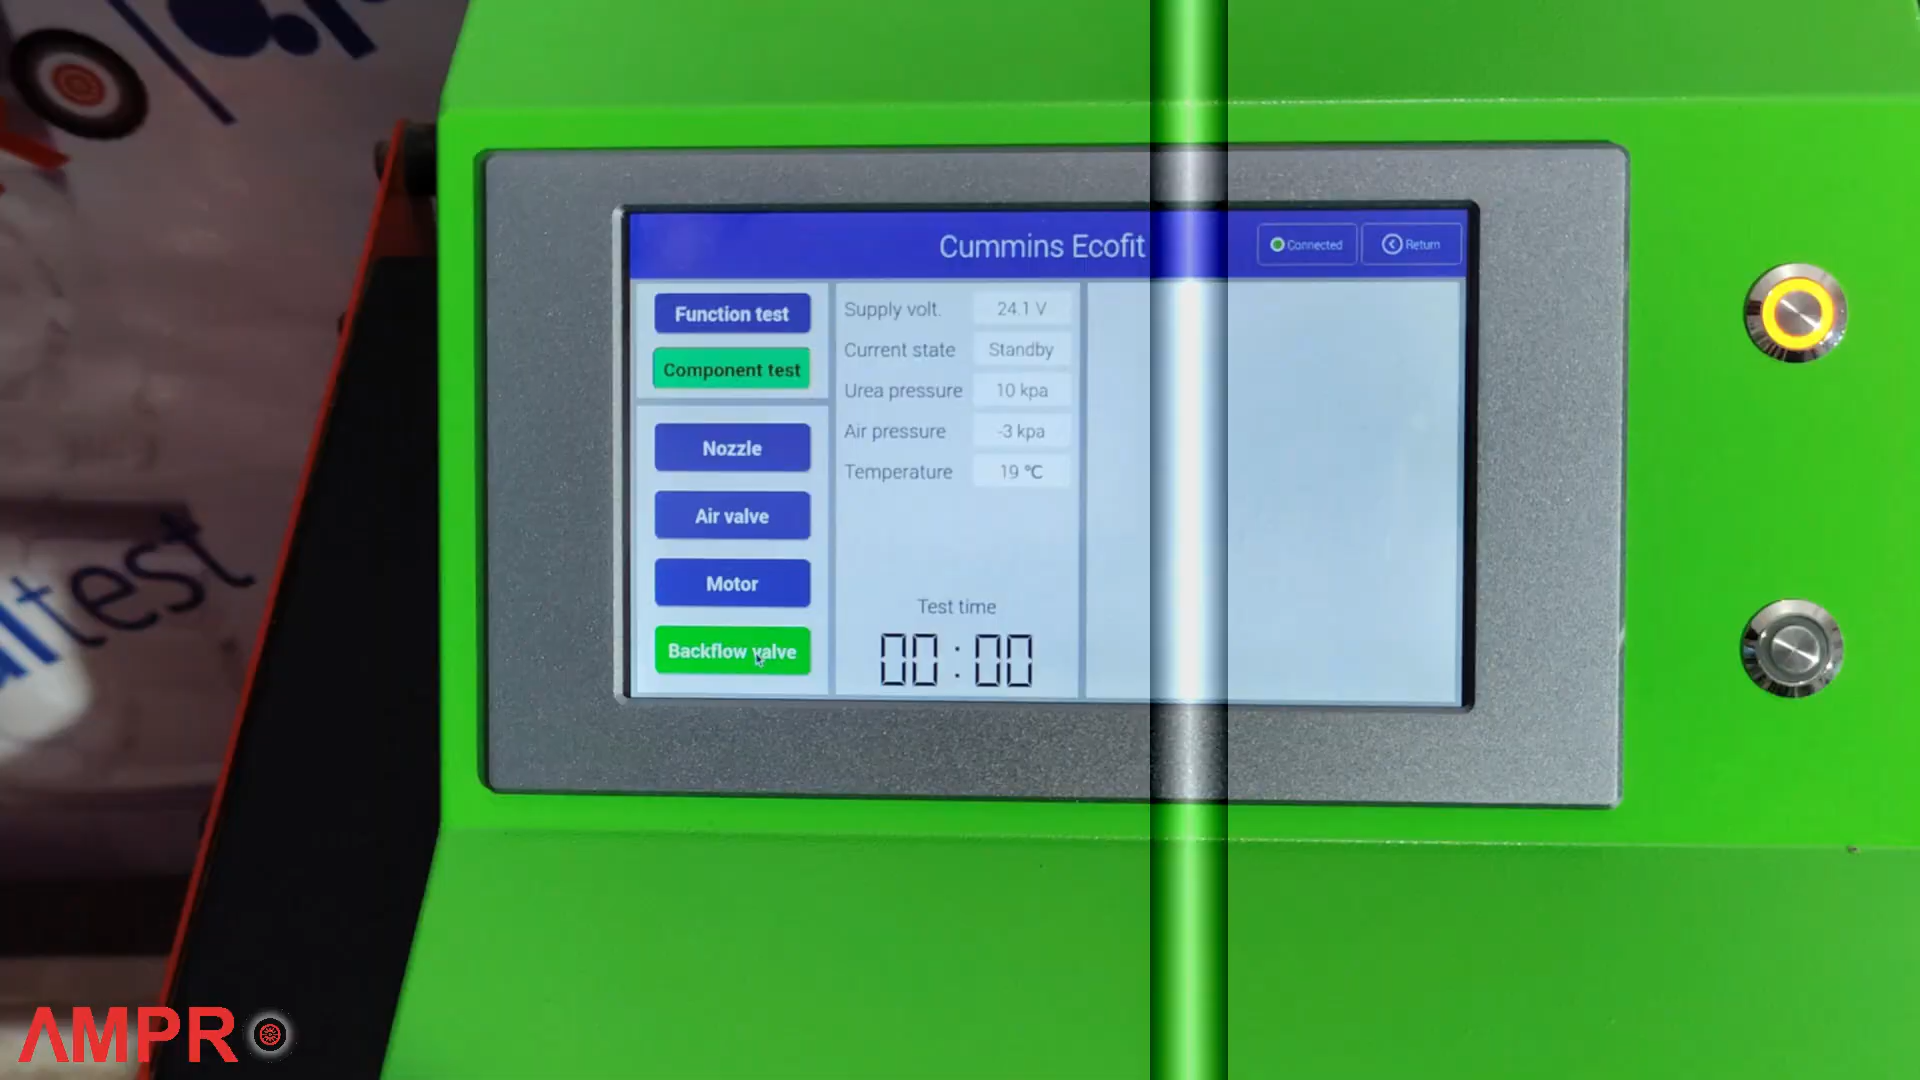 Cummins Ecofit
Connected
Return
Function test
Component test
Nozzle
Air valve
Motor
Backflow valve
Supply volt. 24.1 V
Current state Standby
Urea pressure 10 kpa
Air pressure -3 kpa
Temperature 19 ℃
Test time
00:00
test
AMPRO